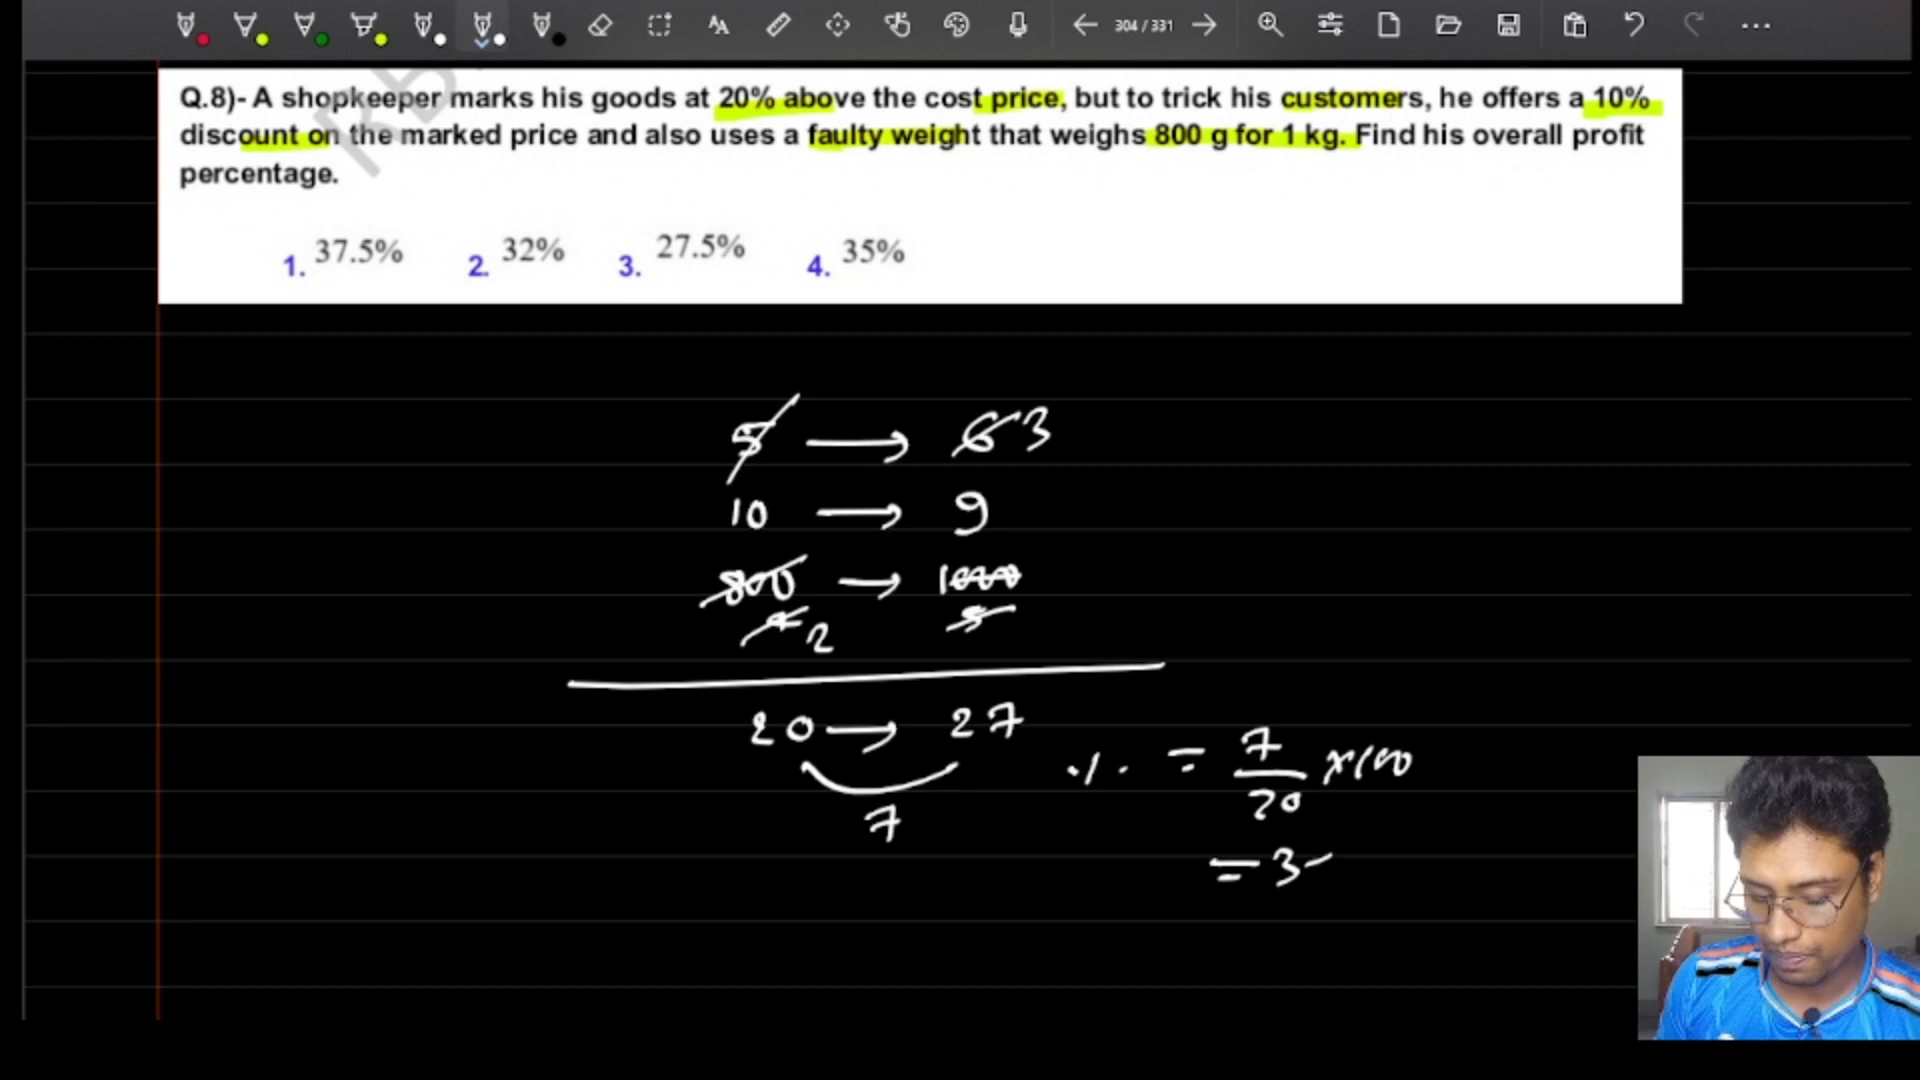 304 / 331
Q.8)- A shopkeeper marks his goods at 20% above the cost price, but to trick his customers, he offers a 10%
discount on the marked price and also uses a faulty weight that weighs 800 g for 1 kg. Find his overall profit
percentage.
1. 37.5% 2. 32% 3. 27.5% 4. 35%
5 → 6 3
10 → 9
800 → 1000
4 2 5
20 → 27
7
% = 7/20 × 100
= 3